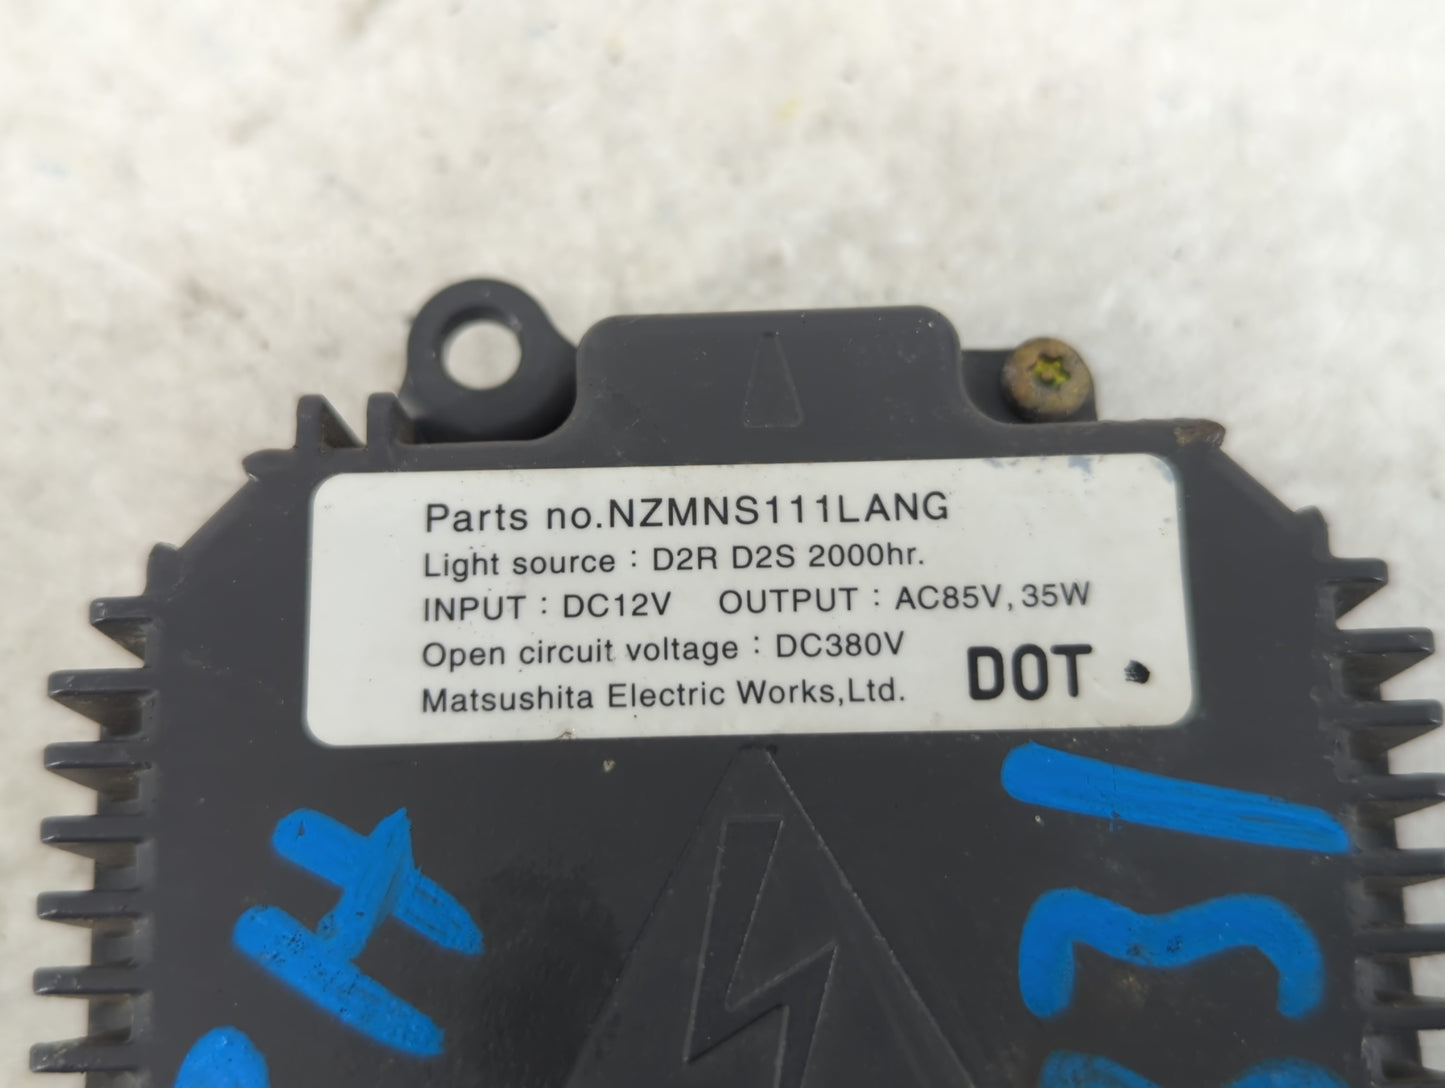 Parts no.NZMNS111LANG
Light source : D2R D2S 2000hr.
INPUT : DC12V OUTPUT : AC85V, 35W
Open circuit voltage : DC380V
DOT
Matsushita Electric Works,Ltd.
H